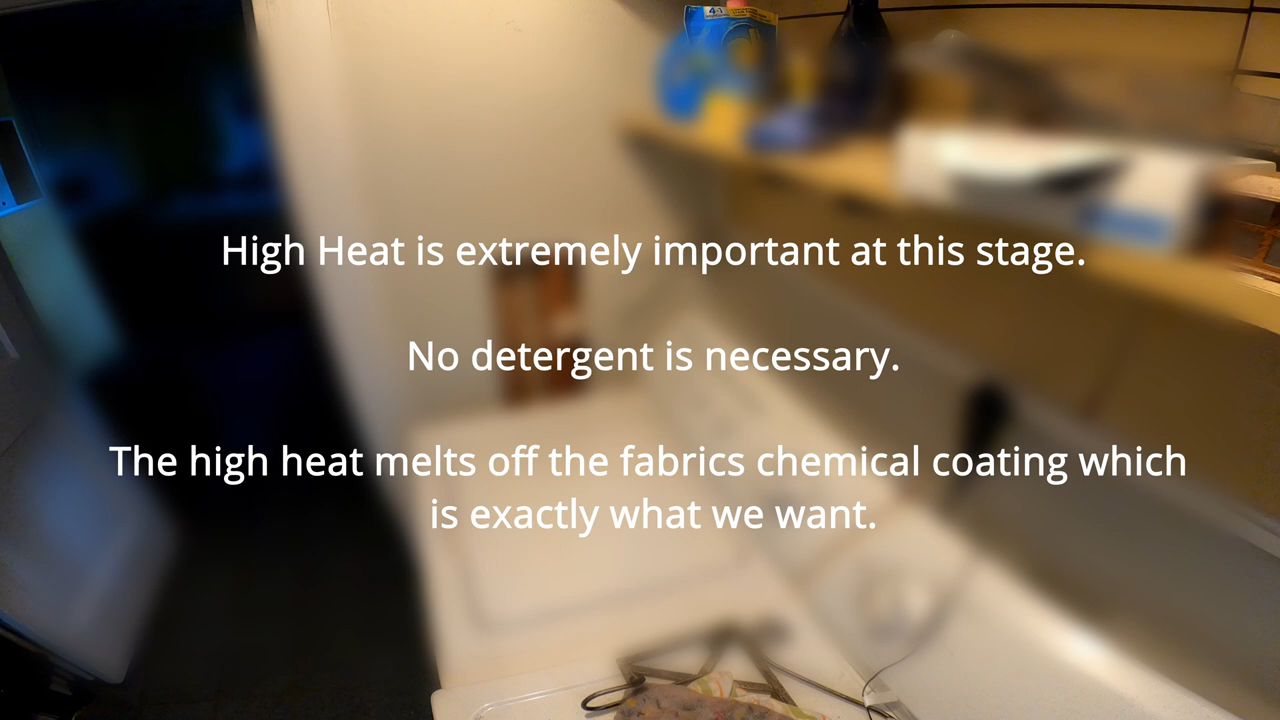 High Heat is extremely important at this stage.
No detergent is necessary.
The high heat melts off the fabrics chemical coating which
is exactly what we want.